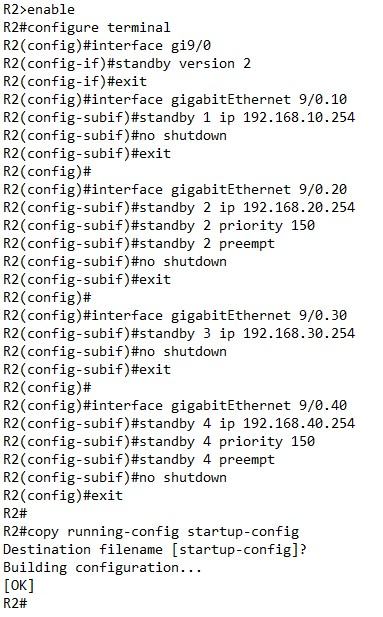 R2>enable
R2#configure terminal
R2(config)#interface gi9/0
R2(config-if)#standby version 2
R2(config-if)#exit
R2(config)#interface gigabitEthernet 9/0.10
R2(config-subif)#standby 1 ip 192.168.10.254
R2(config-subif)#no shutdown
R2(config-subif)#exit
R2(config)#
R2(config)#interface gigabitEthernet 9/0.20
R2(config-subif)#standby 2 ip 192.168.20.254
R2(config-subif)#standby 2 priority 150
R2(config-subif)#standby 2 preempt
R2(config-subif)#no shutdown
R2(config-subif)#exit
R2(config)#
R2(config)#interface gigabitEthernet 9/0.30
R2(config-subif)#standby 3 ip 192.168.30.254
R2(config-subif)#no shutdown
R2(config-subif)#exit
R2(config)#
R2(config)#interface gigabitEthernet 9/0.40
R2(config-subif)#standby 4 ip 192.168.40.254
R2(config-subif)#standby 4 priority 150
R2(config-subif)#standby 4 preempt
R2(config-subif)#no shutdown
R2(config)#exit
R2#
R2#copy running-config startup-config
Destination filename [startup-config]?
Building configuration...
[OK]
R2#